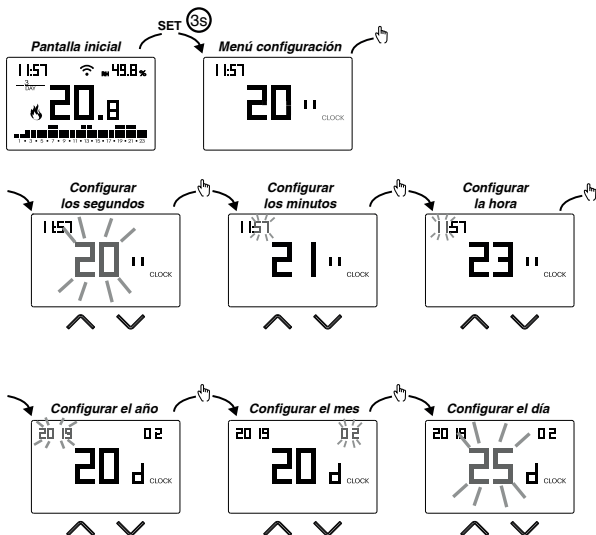 SET 3s
Pantalla inicial
Menú configuración
11:57 RH 49.8%
3
DAY
20.8
1 • 3 • 5 • 7 • 9 • 11 • 13 • 15 • 17 • 19 • 21 • 23
11:57
20 ''
CLOCK
Configurar
los segundos
11:57
20 ''
CLOCK
Configurar
los minutos
11:57
21 ''
CLOCK
Configurar
la hora
11:57
23 ''
CLOCK
Configurar el año
2019 02
20 d
CLOCK
Configurar el mes
2019 02
20 d
CLOCK
Configurar el día
2019 02
25 d
CLOCK